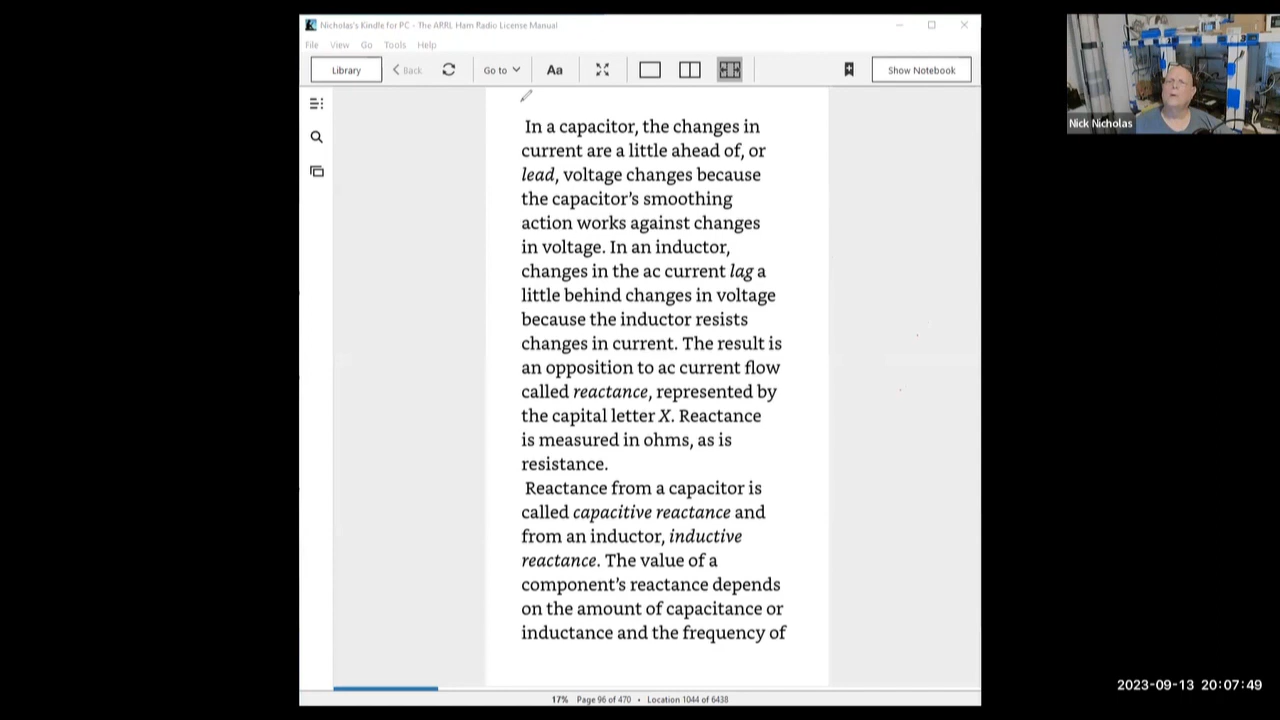 Nicholas's Kindle for PC - The ARRL Ham Radio License Manual
File View Go Tools Help
Library
Back
Go to
Aa
Show Notebook
In a capacitor, the changes in
current are a little ahead of, or
lead, voltage changes because
the capacitor's smoothing
action works against changes
in voltage. In an inductor,
changes in the ac current lag a
little behind changes in voltage
because the inductor resists
changes in current. The result is
an opposition to ac current flow
called reactance, represented by
the capital letter X. Reactance
is measured in ohms, as is
resistance.
Reactance from a capacitor is
called capacitive reactance and
from an inductor, inductive
reactance. The value of a
component's reactance depends
on the amount of capacitance or
inductance and the frequency of
17% Page 96 of 470 • Location 1044 of 6438
Nick Nicholas
2023-09-13 20:07:49